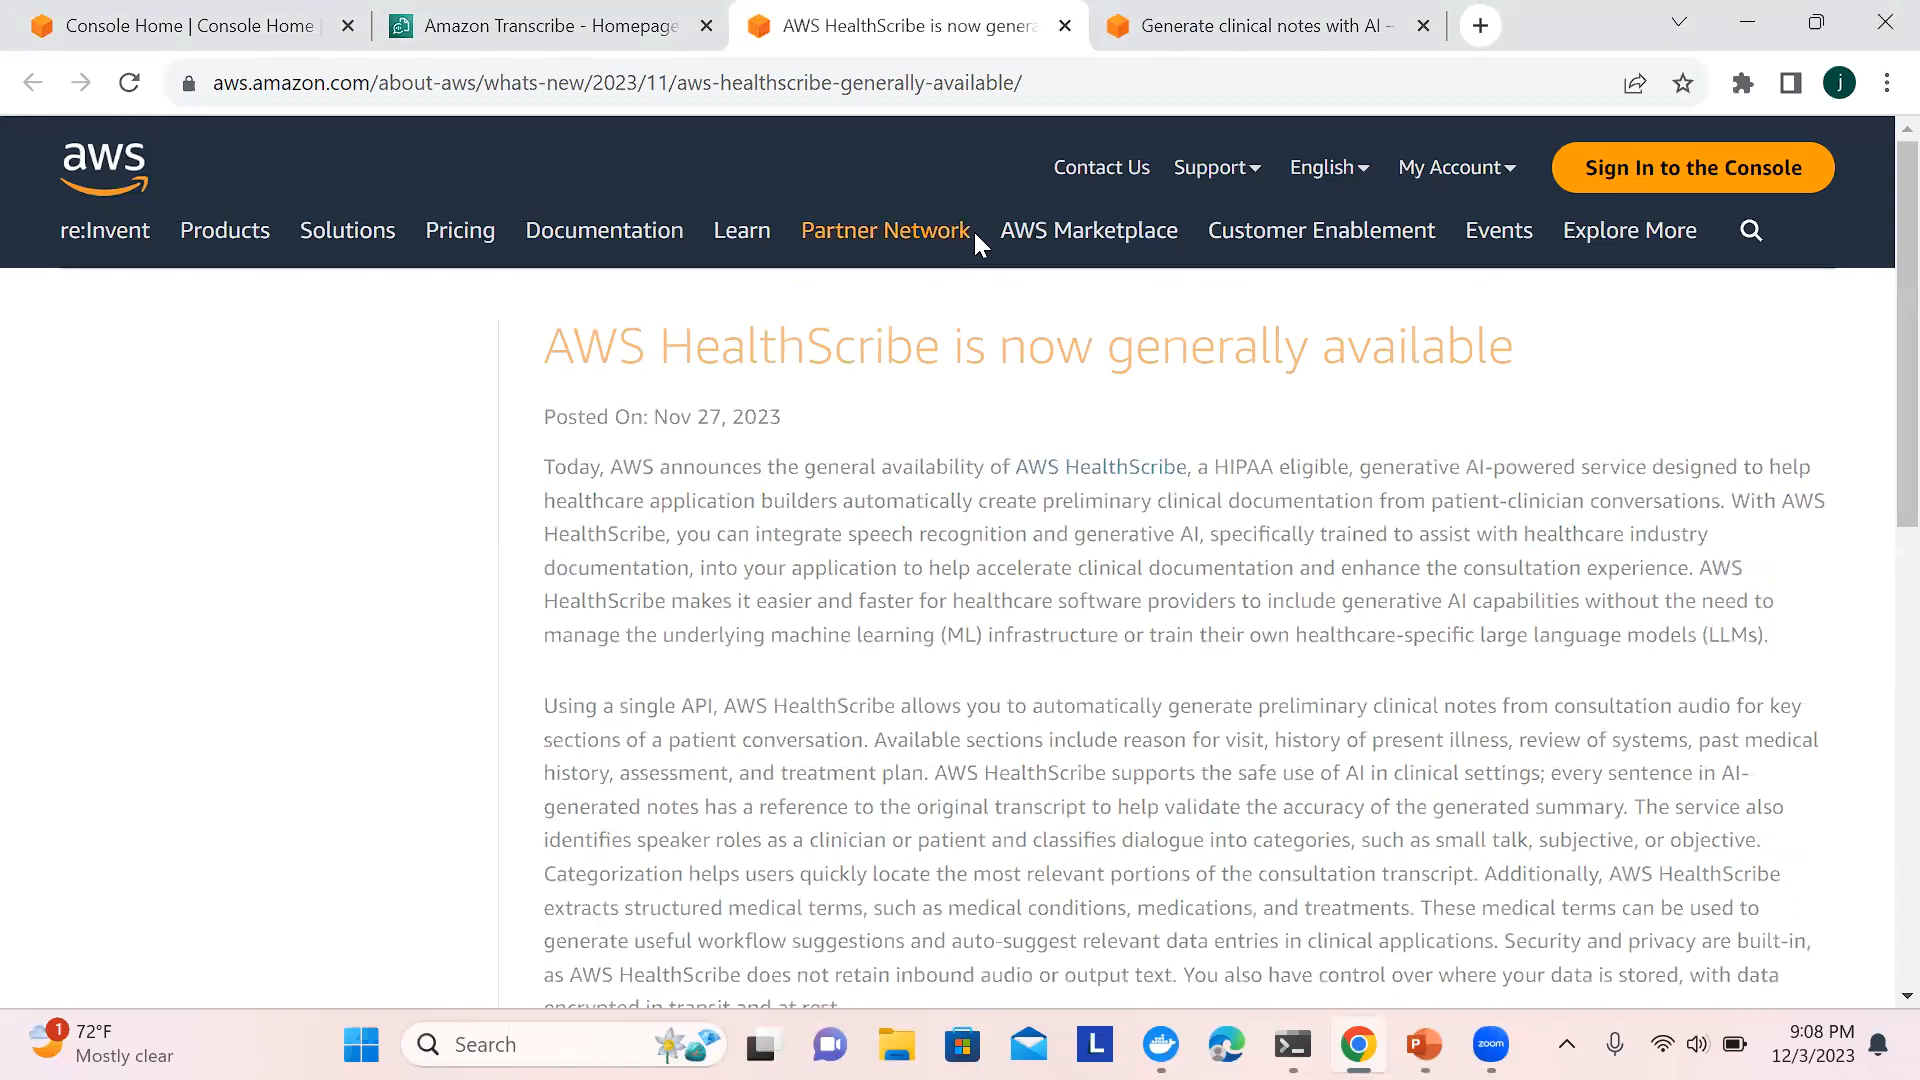 Console Home | Console Home
Amazon Transcribe - Homepage
AWS HealthScribe is now genera
Generate clinical notes with AI -
aws.amazon.com/about-aws/whats-new/2023/11/aws-healthscribe-generally-available/
j
aws
Contact Us Support English My Account Sign In to the Console
re:Invent Products Solutions Pricing Documentation Learn Partner Network AWS Marketplace Customer Enablement Events Explore More
AWS HealthScribe is now generally available
Posted On: Nov 27, 2023
Today, AWS announces the general availability of AWS HealthScribe, a HIPAA eligible, generative AI-powered service designed to help
healthcare application builders automatically create preliminary clinical documentation from patient-clinician conversations. With AWS
HealthScribe, you can integrate speech recognition and generative AI, specifically trained to assist with healthcare industry
documentation, into your application to help accelerate clinical documentation and enhance the consultation experience. AWS
HealthScribe makes it easier and faster for healthcare software providers to include generative AI capabilities without the need to
manage the underlying machine learning (ML) infrastructure or train their own healthcare-specific large language models (LLMs).
Using a single API, AWS HealthScribe allows you to automatically generate preliminary clinical notes from consultation audio for key
sections of a patient conversation. Available sections include reason for visit, history of present illness, review of systems, past medical
history, assessment, and treatment plan. AWS HealthScribe supports the safe use of AI in clinical settings; every sentence in AI-
generated notes has a reference to the original transcript to help validate the accuracy of the generated summary. The service also
identifies speaker roles as a clinician or patient and classifies dialogue into categories, such as small talk, subjective, or objective.
Categorization helps users quickly locate the most relevant portions of the consultation transcript. Additionally, AWS HealthScribe
extracts structured medical terms, such as medical conditions, medications, and treatments. These medical terms can be used to
generate useful workflow suggestions and auto-suggest relevant data entries in clinical applications. Security and privacy are built-in,
as AWS HealthScribe does not retain inbound audio or output text. You also have control over where your data is stored, with data
encrypted in transit and at rest.
1
72°F
Mostly clear
Search
L
P
zoom
9:08 PM
12/3/2023